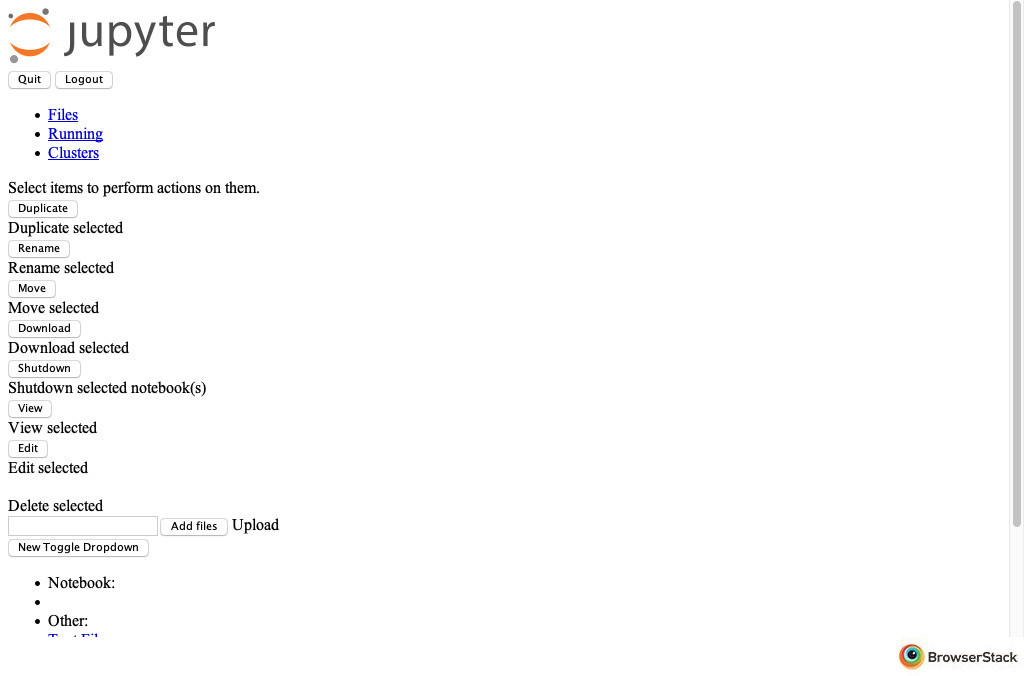 jupyter
Quit Logout
Files
Running
Clusters
Select items to perform actions on them.
Duplicate
Duplicate selected
Rename
Rename selected
Move
Move selected
Download
Download selected
Shutdown
Shutdown selected notebook(s)
View
View selected
Edit
Edit selected
Delete selected
Add files Upload
New Toggle Dropdown
Notebook:
Other:
BrowserStack